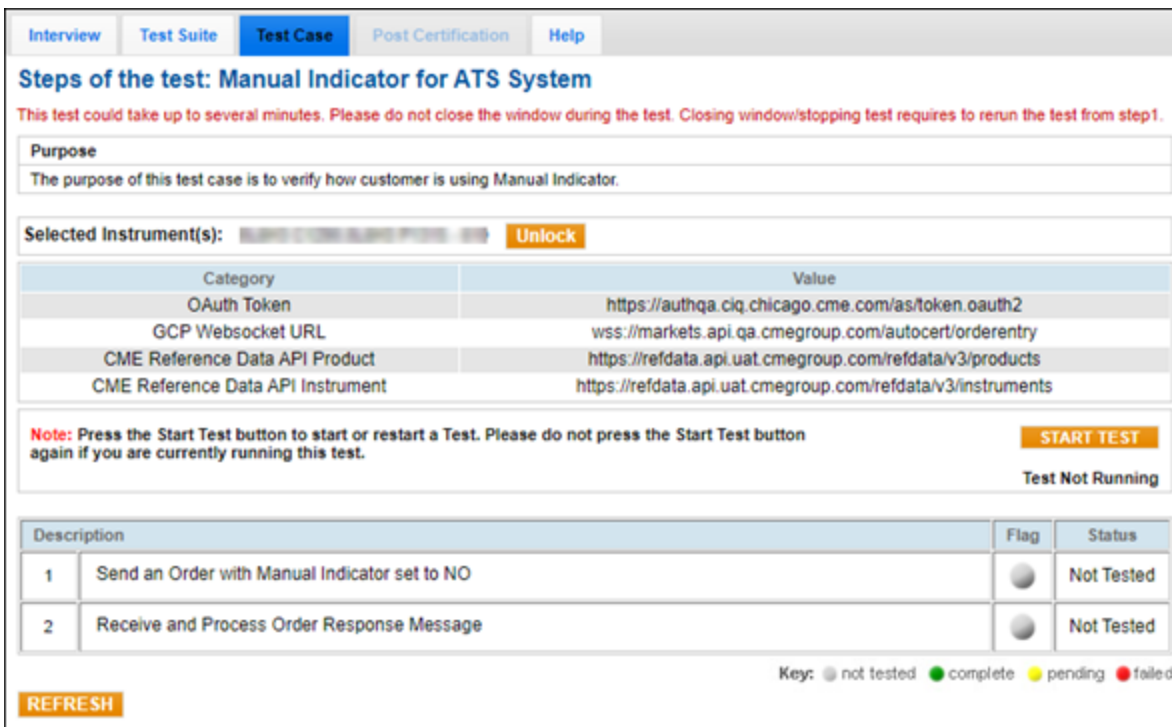 Interview Test Suite Test Case Post Certification Help
Steps of the test: Manual Indicator for ATS System
This test could take up to several minutes. Please do not close the window during the test. Closing window/stopping test requires to rerun the test from step1.
Purpose
The purpose of this test case is to verify how customer is using Manual Indicator.
Selected Instrument(s): Unlock
Category Value
OAuth Token https://authqa.ciq.chicago.cme.com/as/token.oauth2
GCP Websocket URL wss://markets.api.qa.cmegroup.com/autocert/orderentry
CME Reference Data API Product https://refdata.api.uat.cmegroup.com/refdata/v3/products
CME Reference Data API Instrument https://refdata.api.uat.cmegroup.com/refdata/v3/instruments
Note: Press the Start Test button to start or restart a Test. Please do not press the Start Test button
again if you are currently running this test.
START TEST
Test Not Running
Description Flag Status
1 Send an Order with Manual Indicator set to NO Not Tested
2 Receive and Process Order Response Message Not Tested
Key: not tested complete pending failed
REFRESH